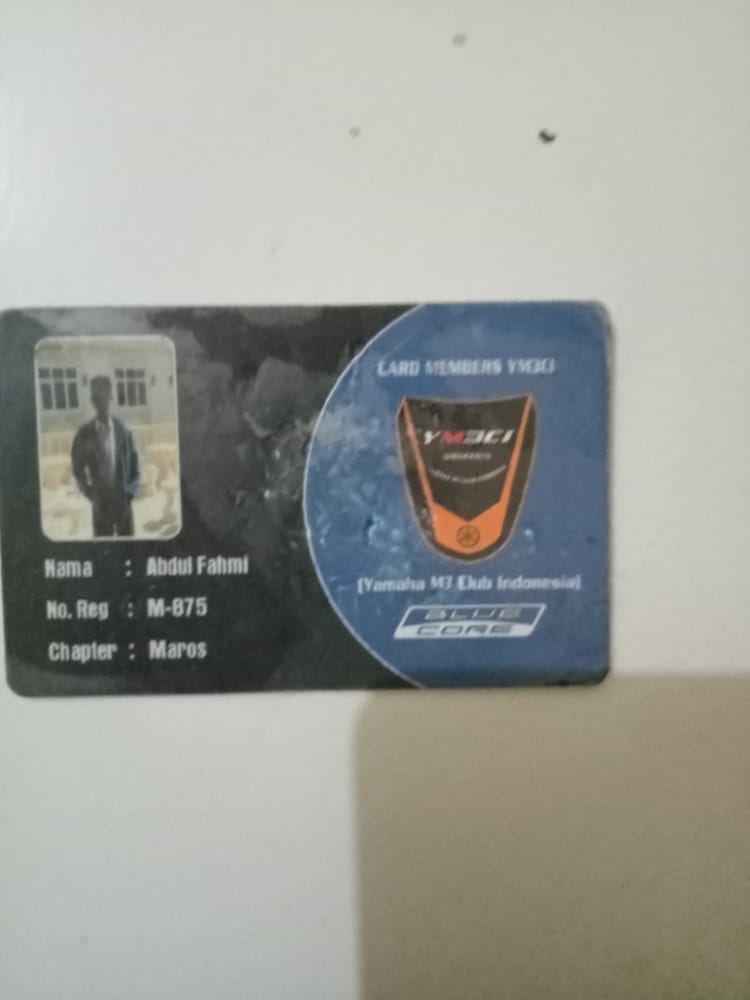 CARD MEMBERS YM3CI
YM3CI
Nama : Abdul Fahmi
No. Reg : M-875
Chapter : Maros
(Yamaha M3 Club Indonesia)
BLUE
CORE